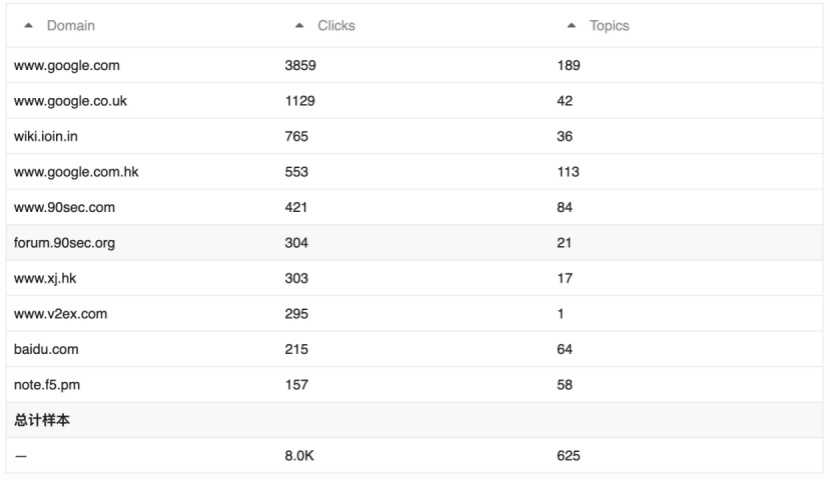 Domain Clicks Topics
www.google.com 3859 189
www.google.co.uk 1129 42
wiki.ioin.in 765 36
www.google.com.hk 553 113
www.90sec.com 421 84
forum.90sec.org 304 21
www.xj.hk 303 17
www.v2ex.com 295 1
baidu.com 215 64
note.f5.pm 157 58
总计样本
— 8.0K 625